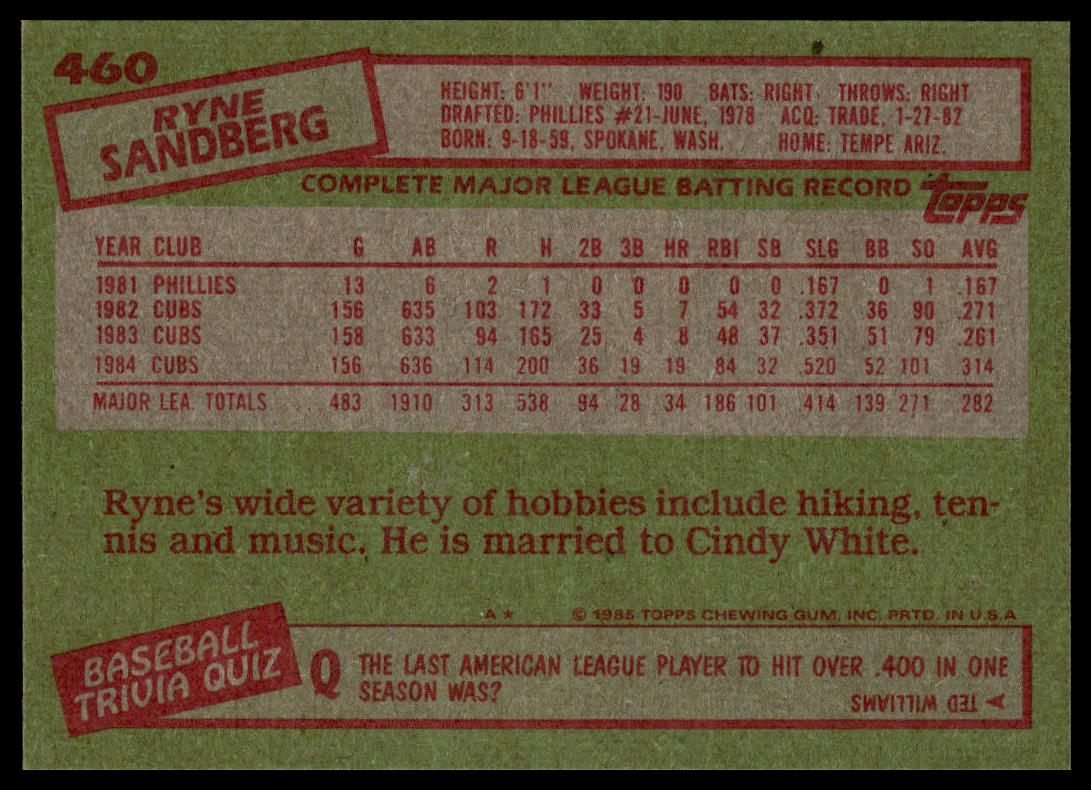 460
RYNE
SANDBERG
HEIGHT: 6'1" WEIGHT: 190 BATS: RIGHT THROWS: RIGHT
DRAFTED: PHILLIES #21-JUNE, 1978 ACQ: TRADE, 1-27-82
BORN: 9-18-59, SPOKANE, WASH. HOME: TEMPE ARIZ.
COMPLETE MAJOR LEAGUE BATTING RECORD
topps
YEAR CLUB G AB R H 2B 3B HR RBI SB SLG BB SO AVG
1981 PHILLIES 13 6 2 1 0 0 0 0 0 .167 0 1 .167
1982 CUBS 156 635 103 172 33 5 7 54 32 .372 36 90 .271
1983 CUBS 158 633 94 165 25 4 8 48 37 .351 51 79 .261
1984 CUBS 156 636 114 200 36 19 19 84 32 .520 52 101 .314
MAJOR LEA. TOTALS 483 1910 313 538 94 28 34 186 101 .414 139 271 .282
Ryne's wide variety of hobbies include hiking, ten-
nis and music. He is married to Cindy White.
A* © 1985 TOPPS CHEWING GUM, INC. PRTD. IN U.S.A
BASEBALL
TRIVIA QUIZ
Q THE LAST AMERICAN LEAGUE PLAYER TO HIT OVER .400 IN ONE
SEASON WAS?
A TED WILLIAMS